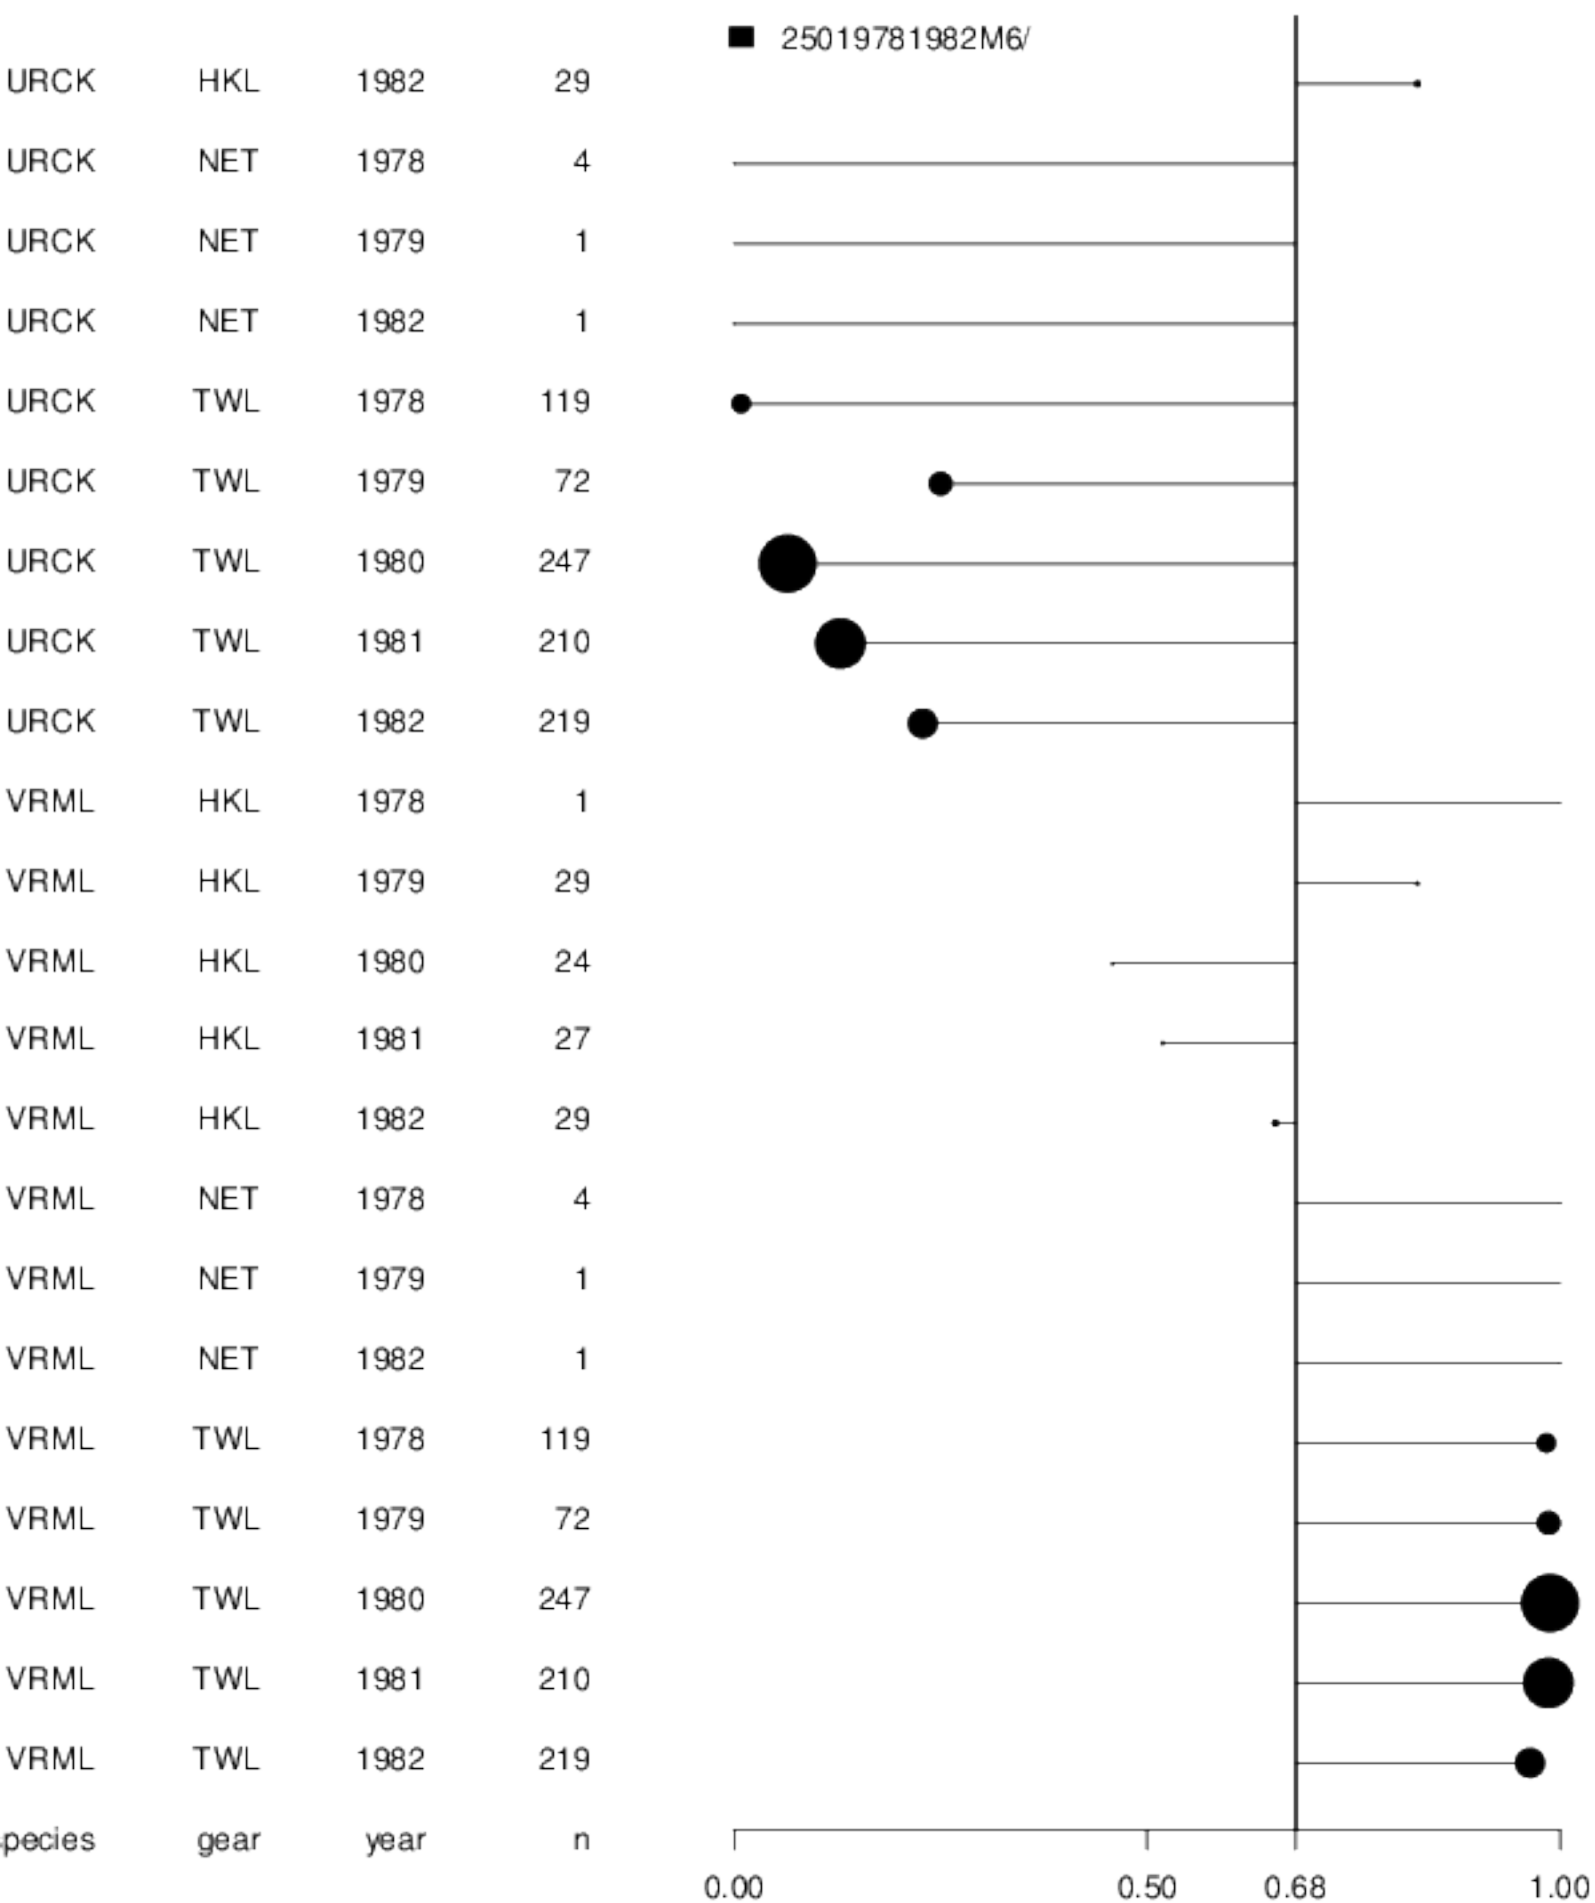 25019781982M6/
URCK HKL 1982 29
URCK NET 1978 4
URCK NET 1979 1
URCK NET 1982 1
URCK TWL 1978 119
URCK TWL 1979 72
URCK TWL 1980 247
URCK TWL 1981 210
URCK TWL 1982 219
VRML HKL 1978 1
VRML HKL 1979 29
VRML HKL 1980 24
VRML HKL 1981 27
VRML HKL 1982 29
VRML NET 1978 4
VRML NET 1979 1
VRML NET 1982 1
VRML TWL 1978 119
VRML TWL 1979 72
VRML TWL 1980 247
VRML TWL 1981 210
VRML TWL 1982 219
pecies gear year n
0.00 0.50 0.68 1.00